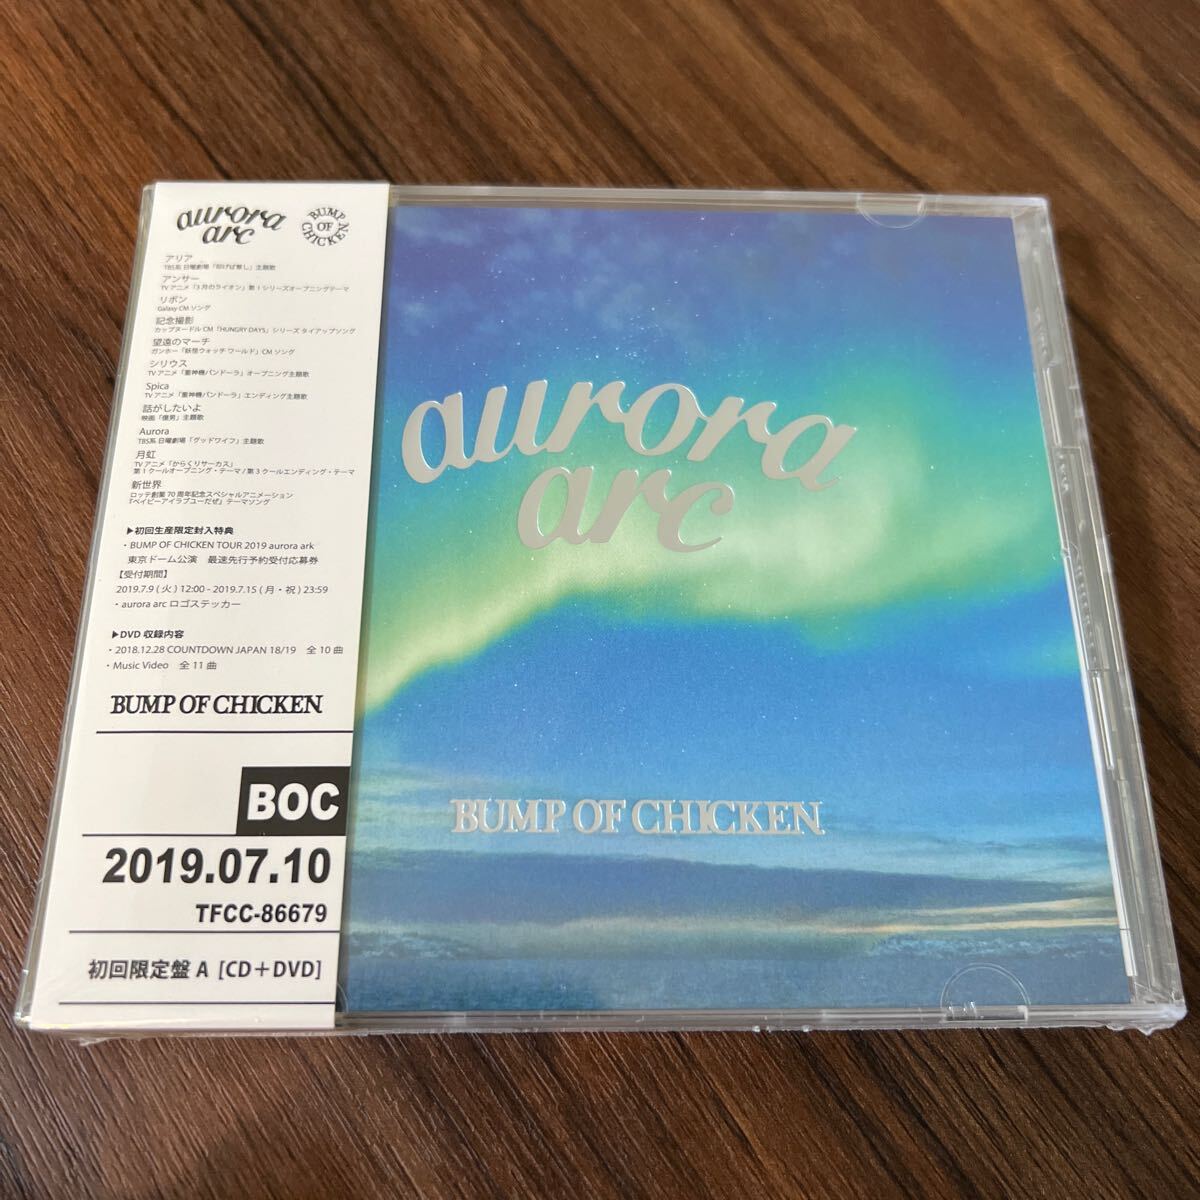 aurora
arc
BUMP
OF
CHICKEN
アリア
TBS系 日曜劇場「仰げば尊し」主題歌
アンサー
TVアニメ「3月のライオン」第1シリーズオープニングテーマ
リボン
Galaxy CM ソング
記念撮影
カップヌードルCM「HUNGRY DAYS」シリーズ タイアップソング
望遠のマーチ
ガンホー「妖怪ウォッチ ワールド」CM ソング
シリウス
TVアニメ「重神機パンドーラ」オープニング主題歌
Spica
TVアニメ「重神機パンドーラ」エンディング主題歌
話がしたいよ
映画「億男」主題歌
Aurora
TBS系 日曜劇場「グッドワイフ」主題歌
月虹
TVアニメ「からくりサーカス」
第1クールオープニング・テーマ / 第3クールエンディング・テーマ
新世界
ロッテ創業70周年記念スペシャルアニメーション
「ベイビーアイラブユーだぜ」テーマソング
▶初回生産限定封入特典
・BUMP OF CHICKEN TOUR 2019 aurora ark
東京ドーム公演 最速先行予約受付応募券
【受付期間】
2019.7.9 (火) 12:00 - 2019.7.15 (月・祝) 23:59
・aurora arc ロゴステッカー
▶DVD 収録内容
・2018.12.28 COUNTDOWN JAPAN 18/19 全10曲
・Music Video 全11曲
BUMP OF CHICKEN
BOC
2019.07.10
TFCC-86679
初回限定盤 A [CD+DVD]
aurora
arc
BUMP OF CHICKEN